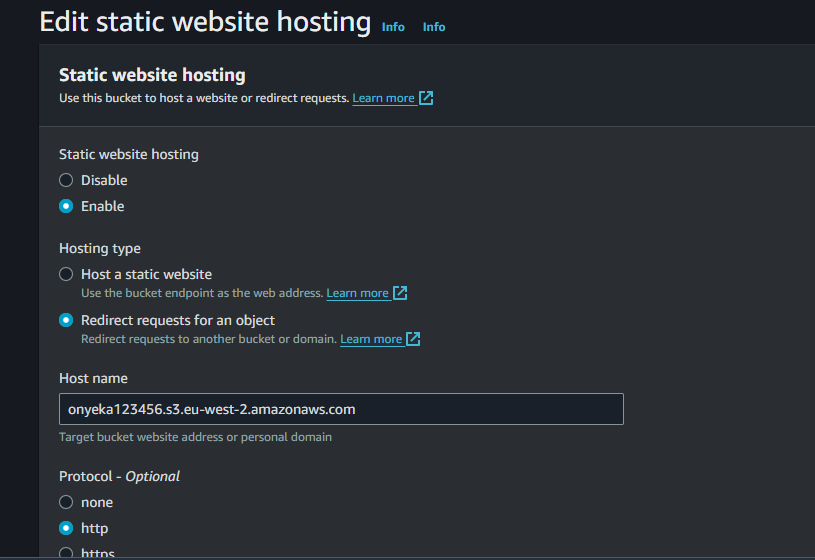 Edit static website hosting Info Info
Static website hosting
Use this bucket to host a website or redirect requests. Learn more
Static website hosting
Disable
Enable
Hosting type
Host a static website
Use the bucket endpoint as the web address. Learn more
Redirect requests for an object
Redirect requests to another bucket or domain. Learn more
Host name
onyeka123456.s3.eu-west-2.amazonaws.com
Target bucket website address or personal domain
Protocol - Optional
none
http
https